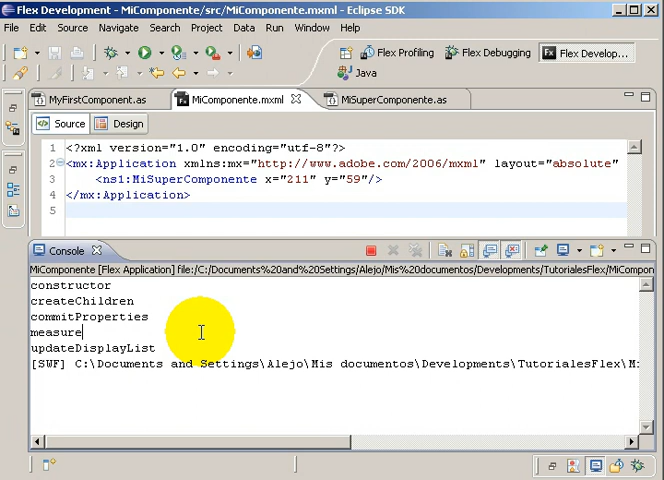 Flex Development - MiComponente/src/MiComponente.mxml - Eclipse SDK
File Edit Source Navigate Search Project Data Run Window Help
Flex Profiling Flex Debugging Flex Develop...
Java
MyFirstComponent.as MiComponente.mxml MiSuperComponente.as
Source Design
1 <?xml version="1.0" encoding="utf-8"?>
2 <mx:Application xmlns:mx="http://www.adobe.com/2006/mxml" layout="absolute"
3 <ns1:MiSuperComponente x="211" y="59"/>
4 </mx:Application>
5
Console
MiComponente [Flex Application] file:/C:/Documents%20and%20Settings/Alejo/Mis%20documentos/Developments/TutorialesFlex/MiCompon
constructor
createChildren
commitProperties
measure
updateDisplayList
[SWF] C:\Documents and Settings\Alejo\Mis documentos\Developments\TutorialesFlex\Mi